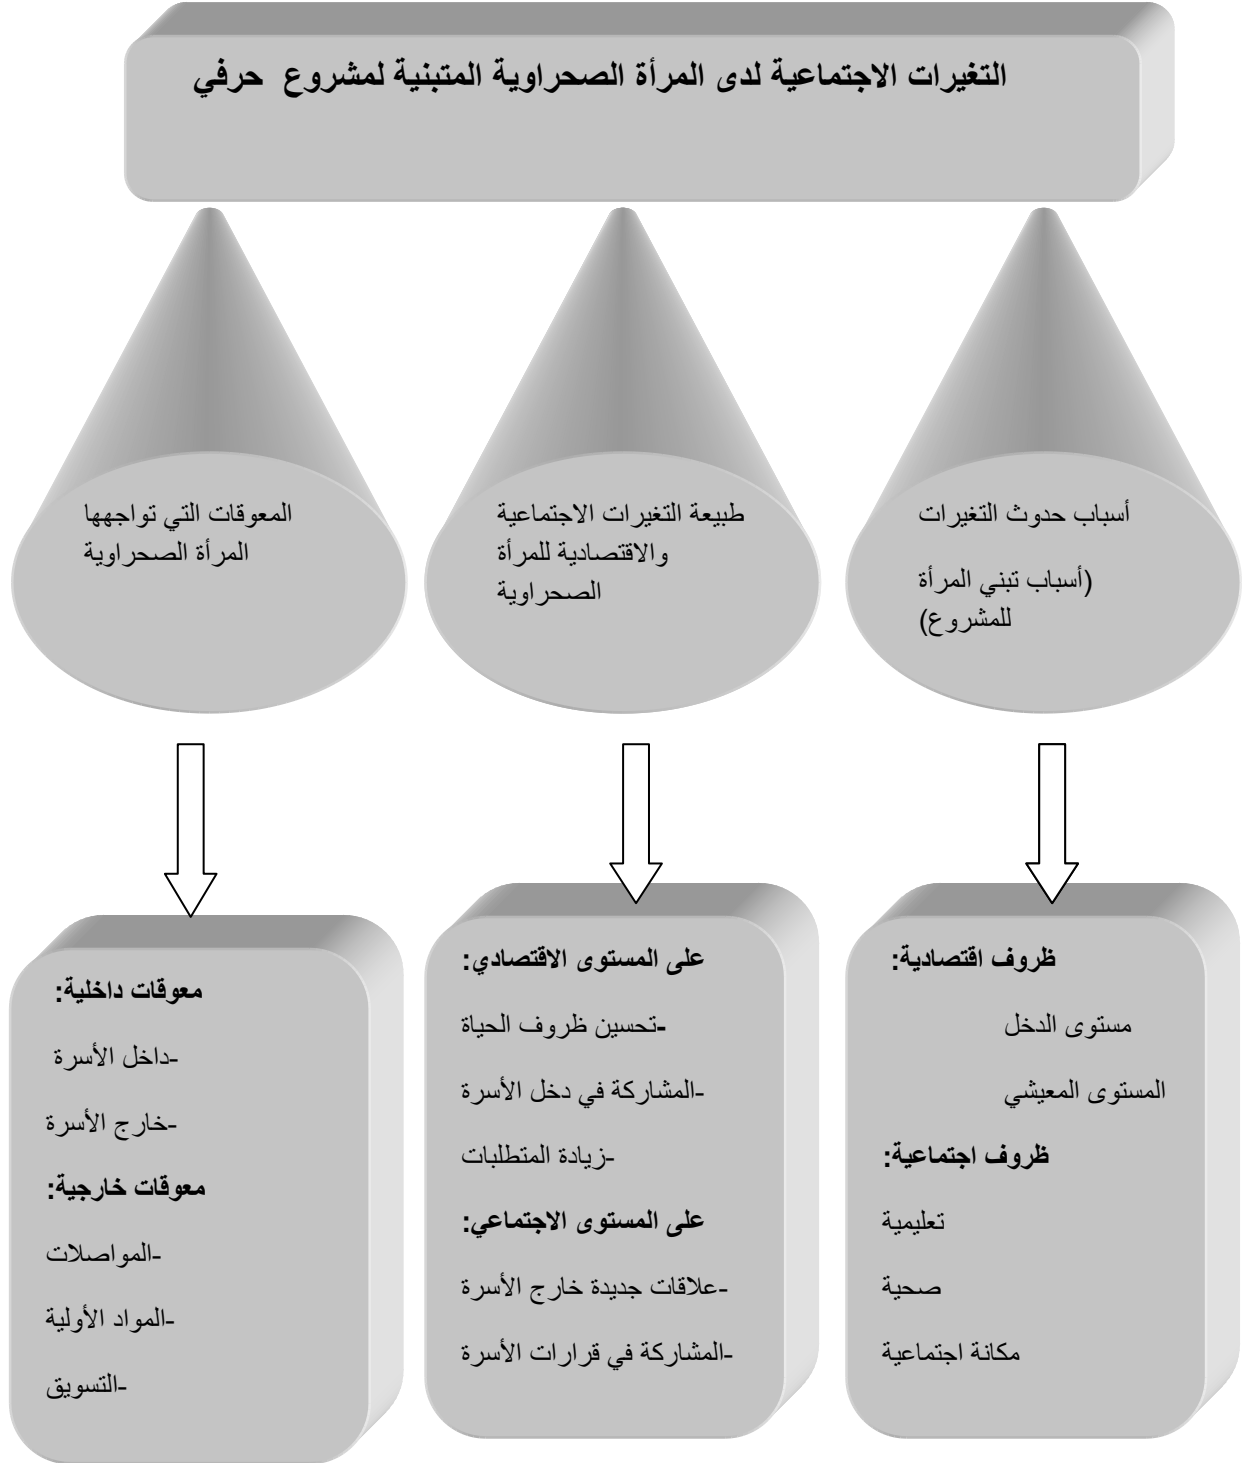 التغيرات الاجتماعية لدى المرأة الصحراوية المتبنية لمشروع حرفي
أسباب حدوث التغيرات
(أسباب تبني المرأة
للمشروع)
طبيعة التغيرات الاجتماعية
والاقتصادية للمرأة
الصحراوية
المعوقات التي تواجهها
المرأة الصحراوية
ظروف اقتصادية:
مستوى الدخل
المستوى المعيشي
ظروف اجتماعية:
تعليمية
صحية
مكانة اجتماعية
على المستوى الاقتصادي:
-تحسين ظروف الحياة
-المشاركة في دخل الأسرة
-زيادة المتطلبات
على المستوى الاجتماعي:
-علاقات جديدة خارج الأسرة
-المشاركة في قرارات الأسرة
معوقات داخلية:
-داخل الأسرة
-خارج الأسرة
معوقات خارجية:
-المواصلات
-المواد الأولية
-التسويق